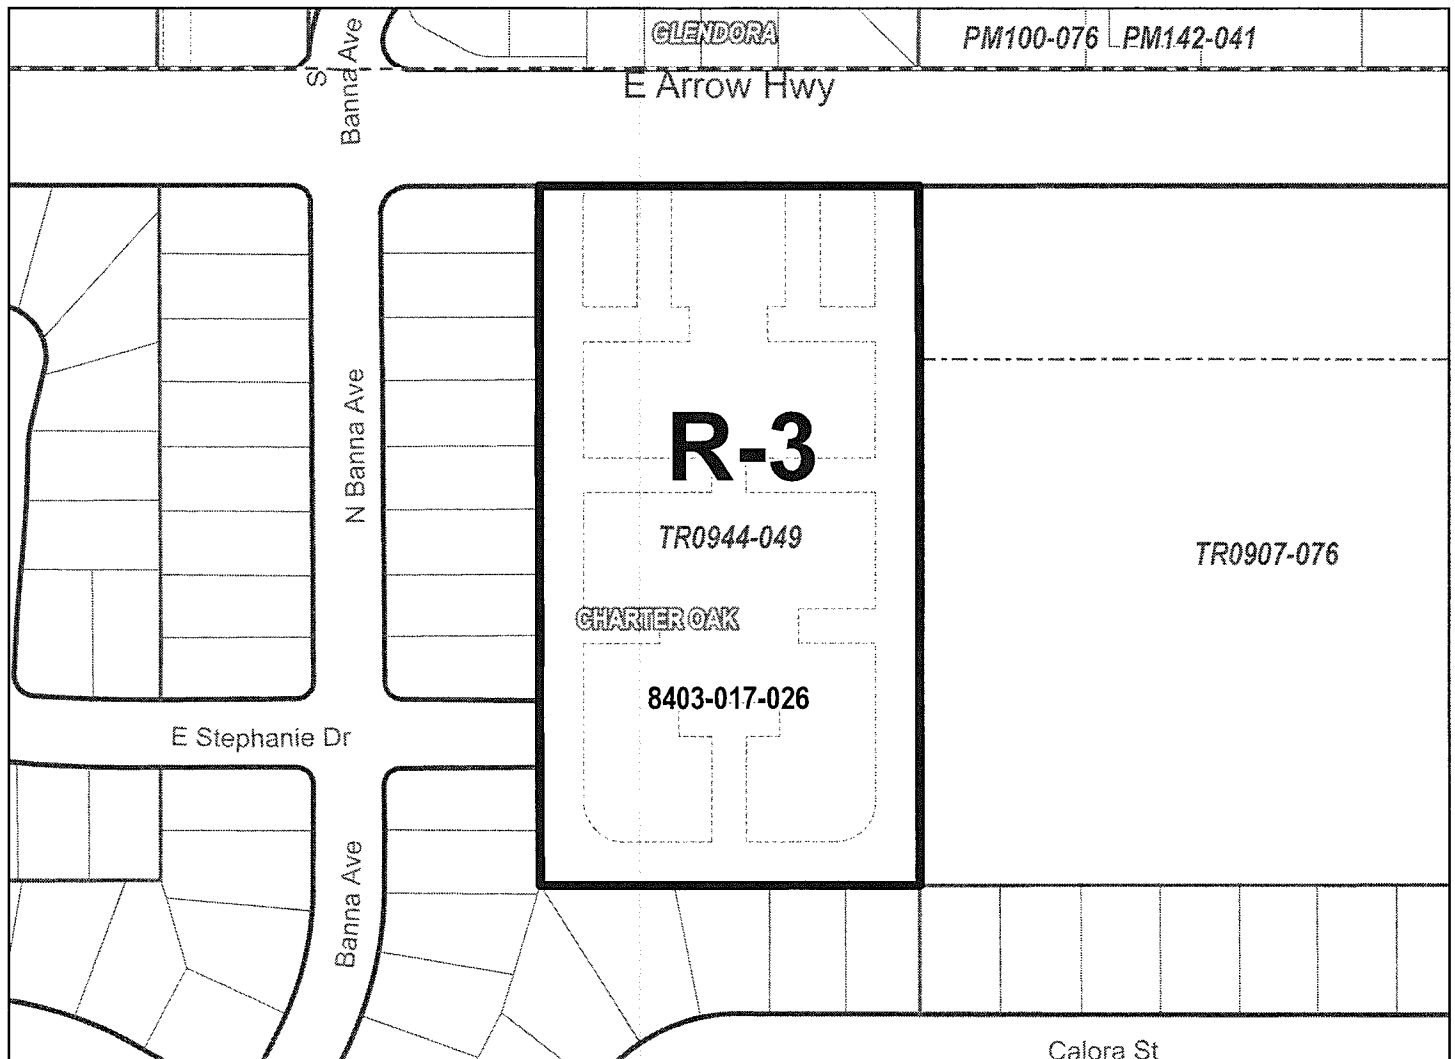 GLENDORA
PM100-076
PM142-041
S Banna Ave
E Arrow Hwy
N Banna Ave
R-3
TR0944-049
TR0907-076
CHARTER OAK
8403-017-026
E Stephanie Dr
Banna Ave
Calora St